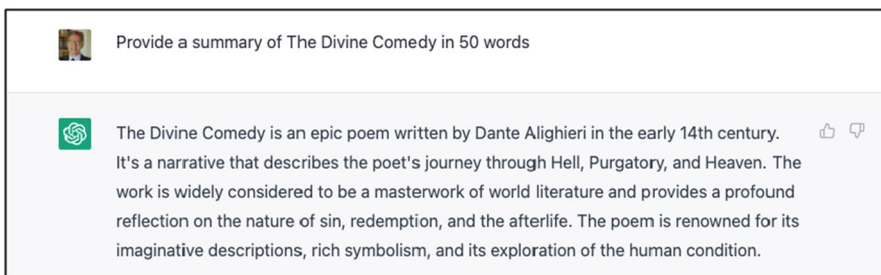 Provide a summary of The Divine Comedy in 50 words
The Divine Comedy is an epic poem written by Dante Alighieri in the early 14th century.
It's a narrative that describes the poet's journey through Hell, Purgatory, and Heaven. The
work is widely considered to be a masterwork of world literature and provides a profound
reflection on the nature of sin, redemption, and the afterlife. The poem is renowned for its
imaginative descriptions, rich symbolism, and its exploration of the human condition.